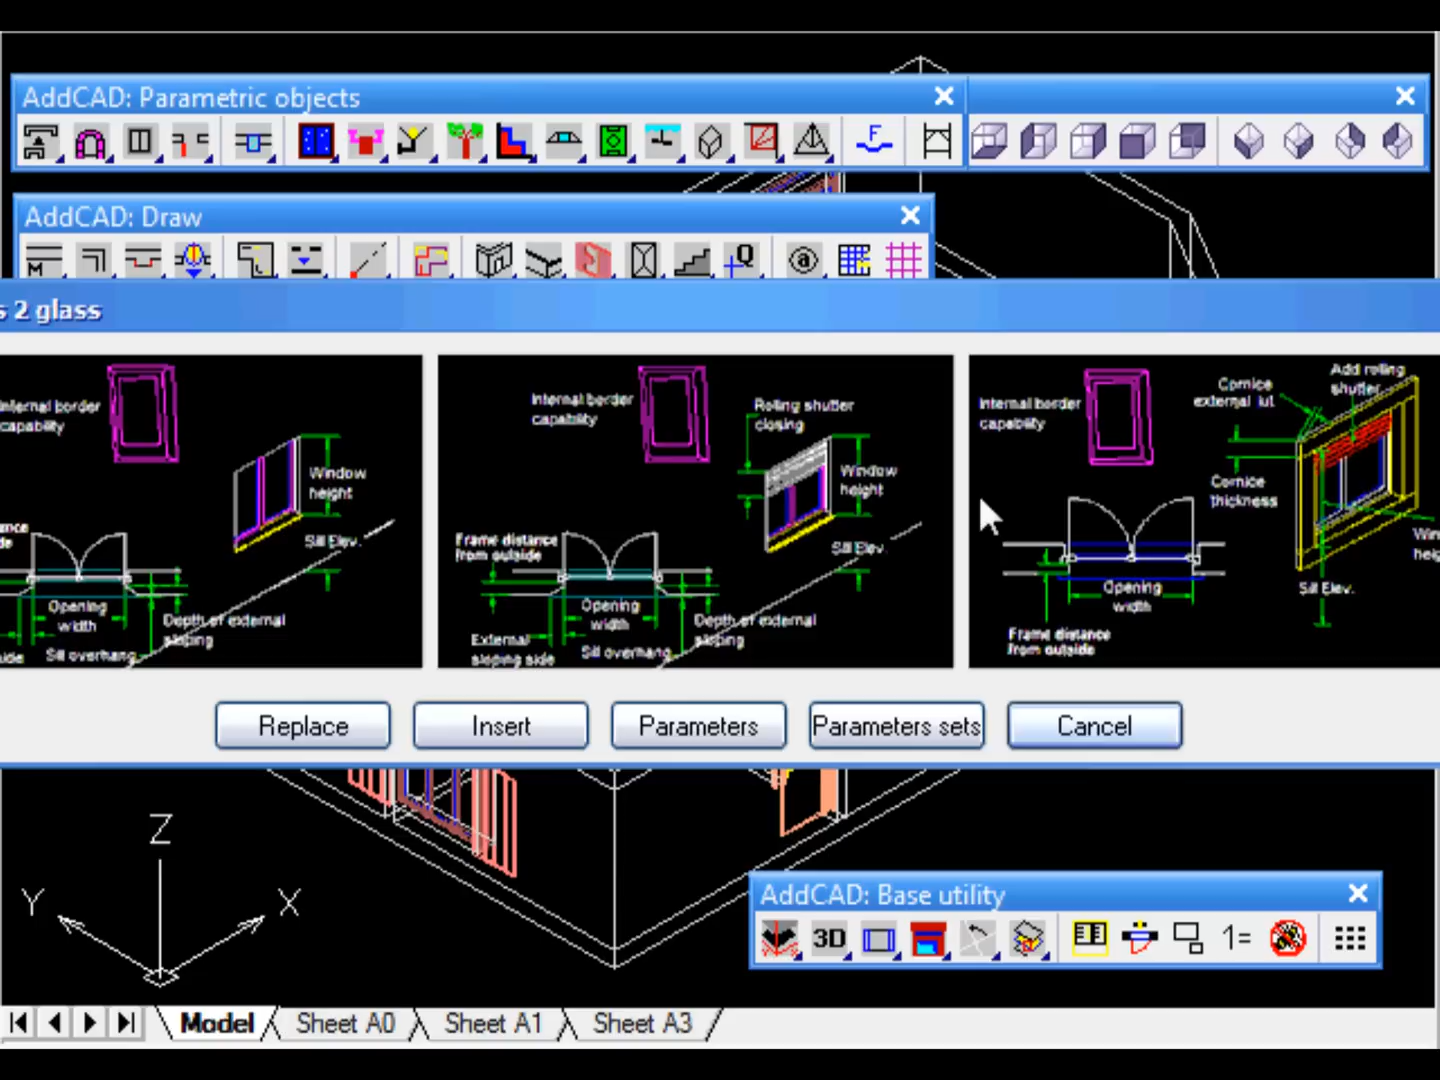 AddCAD: Parametric objects
F
AddCAD: Draw
M
Q
@
s 2 glass
Internal border
capability
Window
height
Sill Elev.
Opening
width
Depth of external
sloping
Sill overhang
Internal border
capability
Rolling shutter
closing
Window
height
Frame distance
from outside
Sill Elev.
Opening
width
Depth of external
sloping
External
sloping side
Sill overhang
Internal border
capability
Cornice
external
Add rolling
shutter
Cornice
thickness
Sill Elev.
Opening
width
Frame distance
from outside
Replace
Insert
Parameters
Parameters sets
Cancel
Z
Y
X
AddCAD: Base utility
3D
1=
Model
Sheet A0
Sheet A1
Sheet A3